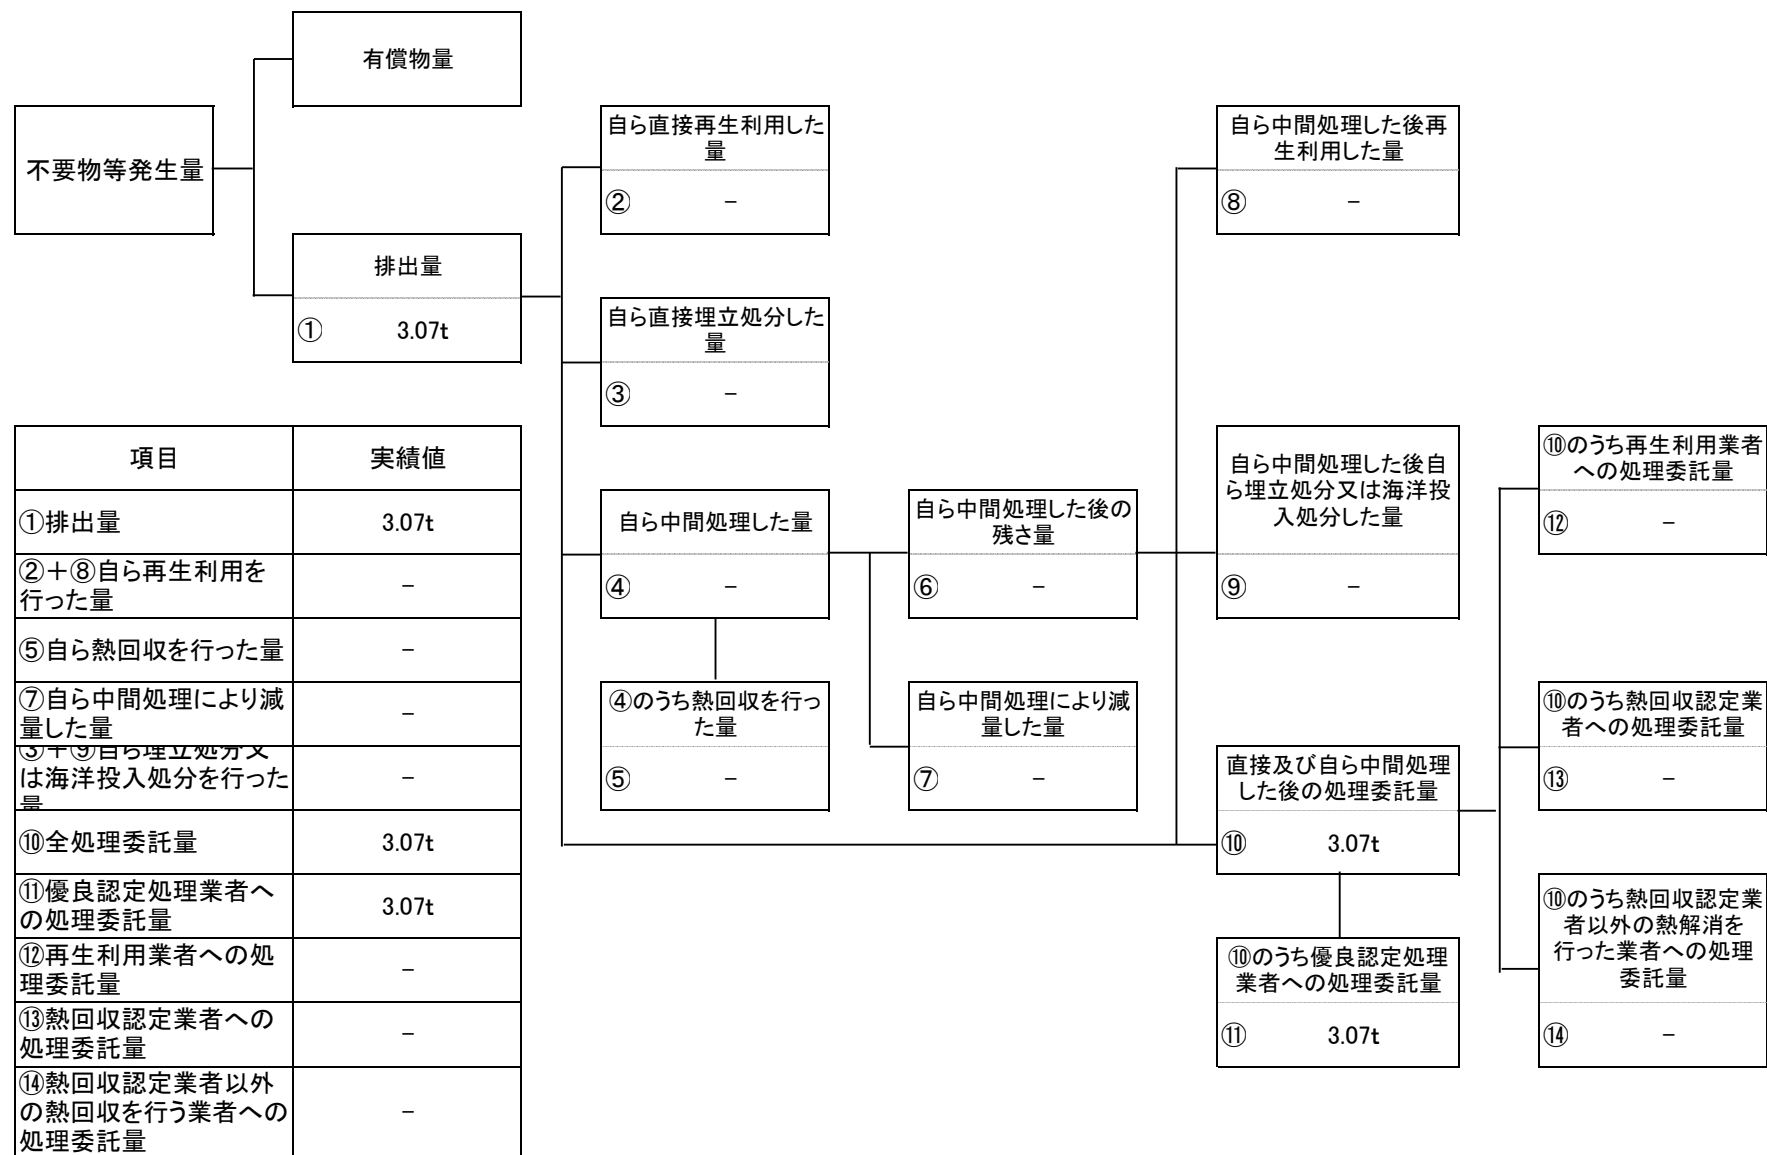 有償物量
不要物等発生量
排出量
① 3.07t
自ら直接再生利用した
量
② －
自ら直接埋立処分した
量
③ －
自ら中間処理した量
④ －
④のうち熱回収を行っ
た量
⑤ －
自ら中間処理した後の
残さ量
⑥ －
自ら中間処理により減
量した量
⑦ －
自ら中間処理した後再
生利用した量
⑧ －
自ら中間処理した後自
ら埋立処分又は海洋投
入処分した量
⑨ －
直接及び自ら中間処理
した後の処理委託量
⑩ 3.07t
⑩のうち優良認定処理
業者への処理委託量
⑪ 3.07t
⑩のうち再生利用業者
への処理委託量
⑫ －
⑩のうち熱回収認定業
者への処理委託量
⑬ －
⑩のうち熱回収認定業
者以外の熱解消を
行った業者への処理
委託量
⑭ －
項目 実績値
①排出量 3.07t
②＋⑧自ら再生利用を
行った量 －
⑤自ら熱回収を行った量 －
⑦自ら中間処理により減
量した量 －
③＋⑨自ら埋立処分又
は海洋投入処分を行った
量 －
⑩全処理委託量 3.07t
⑪優良認定処理業者へ
の処理委託量 3.07t
⑫再生利用業者への処
理委託量 －
⑬熱回収認定業者への
処理委託量 －
⑭熱回収認定業者以外
の熱回収を行う業者への
処理委託量 －